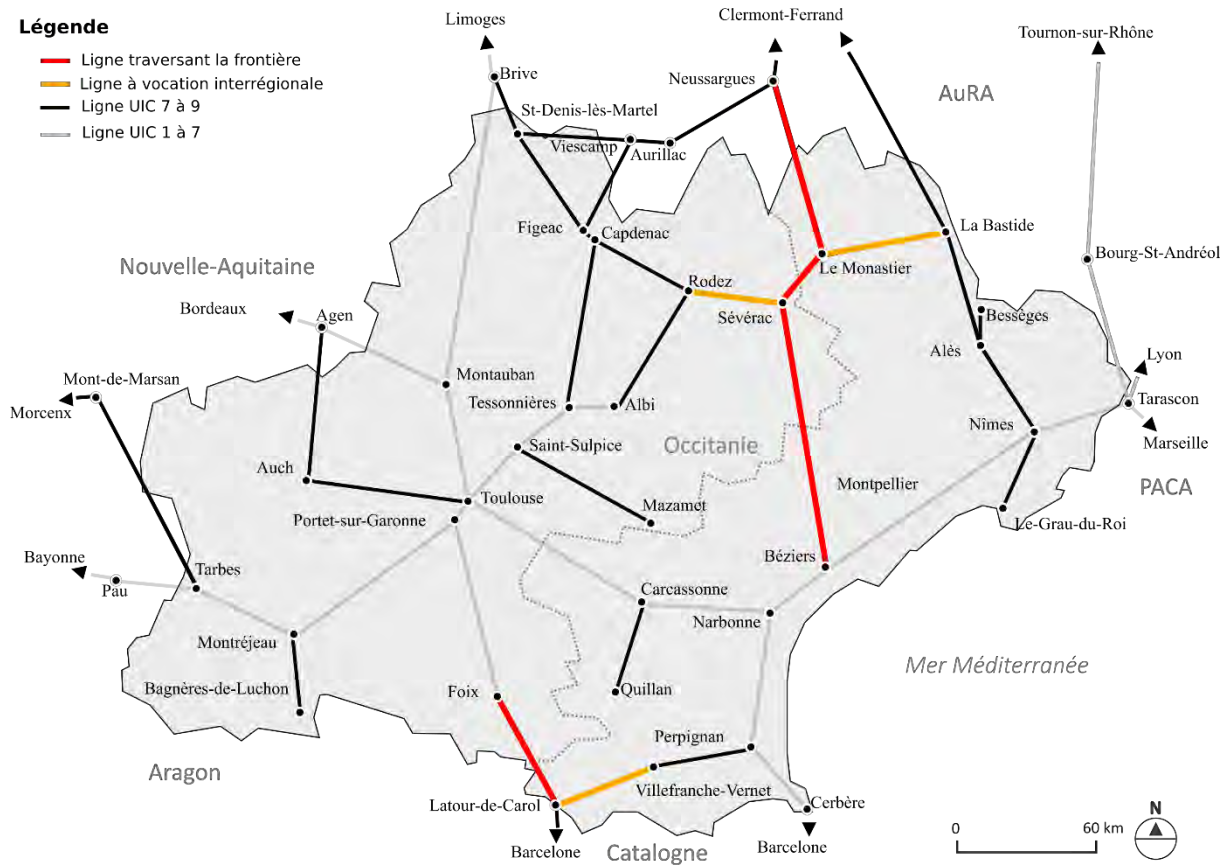 Légende
Ligne traversant la frontière
Ligne à vocation interrégionale
Ligne UIC 7 à 9
Ligne UIC 1 à 7
Limoges
Clermont-Ferrand
Tournon-sur-Rhône
Brive
Neussargues
AuRA
St-Denis-lès-Martel
Viescamp
Aurillac
Figeac
Capdenac
La Bastide
Le Monastier
Bourg-St-Andréol
Nouvelle-Aquitaine
Rodez
Bordeaux
Agen
Sévérac
Bessèges
Alès
Lyon
Mont-de-Marsan
Montauban
Morcenx
Tessonnières
Albi
Tarascon
Nîmes
Marseille
Saint-Sulpice
Occitanie
Auch
Montpellier
PACA
Toulouse
Mazamet
Portet-sur-Garonne
Le-Grau-du-Roi
Bayonne
Béziers
Tarbes
Pau
Carcassonne
Narbonne
Montréjeau
Mer Méditerranée
Bagnères-de-Luchon
Foix
Quillan
Perpignan
Aragon
Villefranche-Vernet
Latour-de-Carol
Cerbère
N
0
60 km
Barcelone
Catalogne
Barcelone